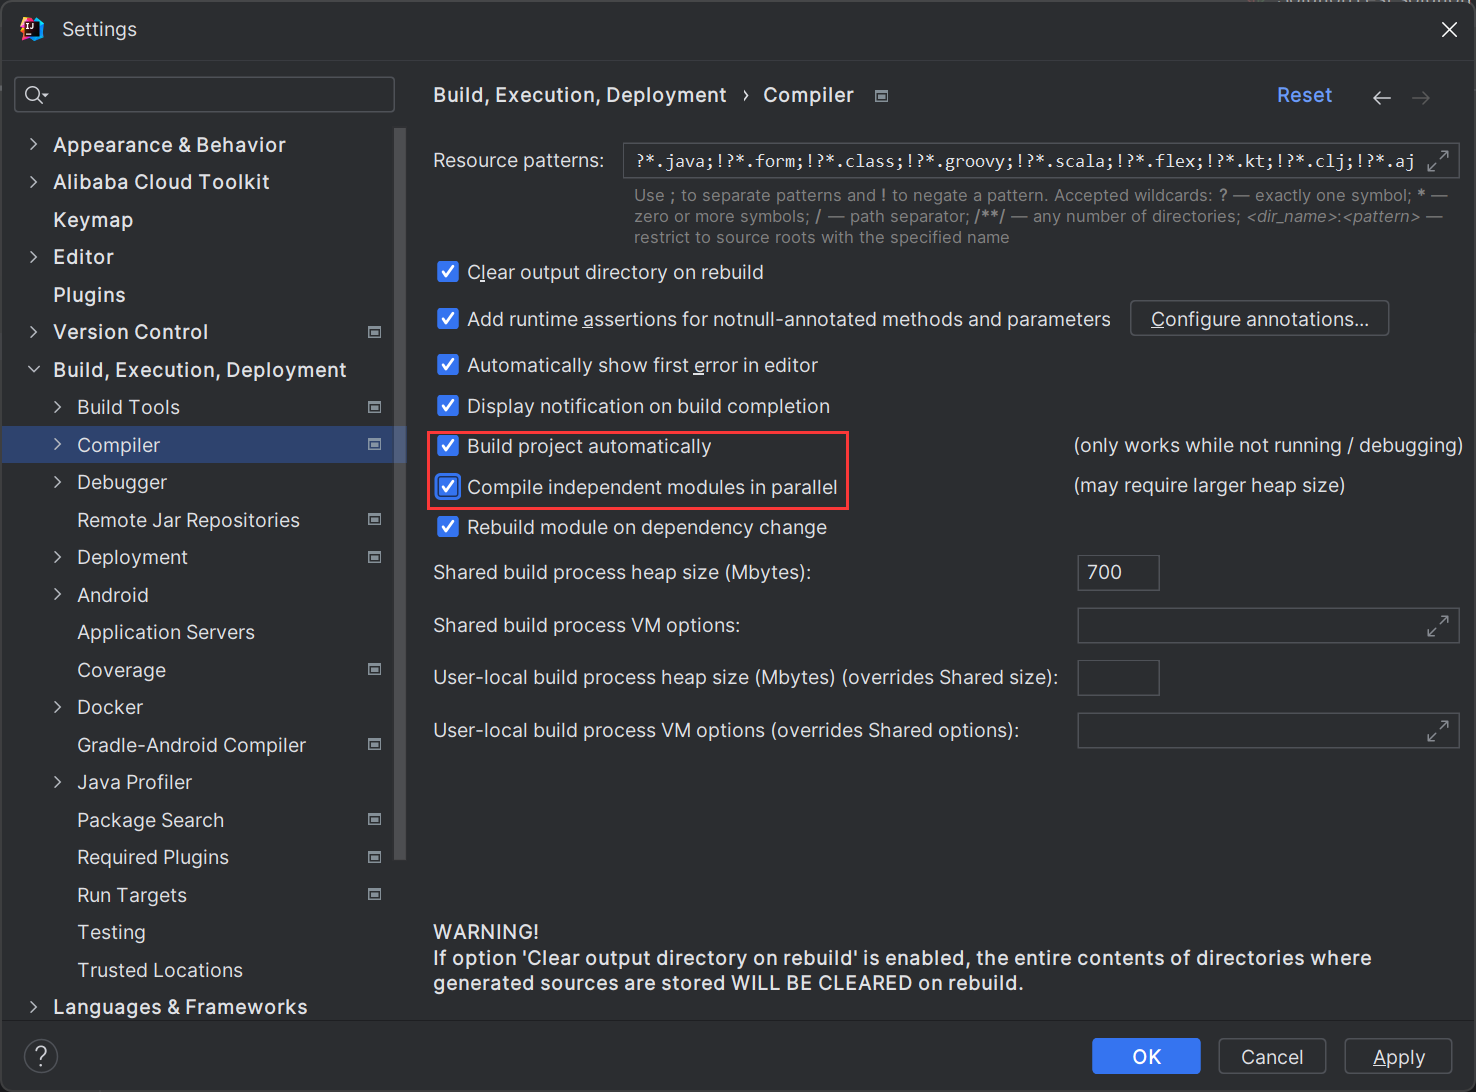 Settings
Build, Execution, Deployment › Compiler
Reset
Appearance & Behavior
Alibaba Cloud Toolkit
Keymap
Editor
Plugins
Version Control
Build, Execution, Deployment
Build Tools
Compiler
Debugger
Remote Jar Repositories
Deployment
Android
Application Servers
Coverage
Docker
Gradle-Android Compiler
Java Profiler
Package Search
Required Plugins
Run Targets
Testing
Trusted Locations
Languages & Frameworks
Resource patterns: ?*.java;!?*.form;!?*.class;!?*.groovy;!?*.scala;!?*.flex;!?*.kt;!?*.clj;!?*.aj
Use ; to separate patterns and ! to negate a pattern. Accepted wildcards: ? — exactly one symbol; * —
zero or more symbols; / — path separator; /**/ — any number of directories; <dir_name>:<pattern> —
restrict to source roots with the specified name
Clear output directory on rebuild
Add runtime assertions for notnull-annotated methods and parameters Configure annotations...
Automatically show first error in editor
Display notification on build completion
Build project automatically (only works while not running / debugging)
Compile independent modules in parallel (may require larger heap size)
Rebuild module on dependency change
Shared build process heap size (Mbytes): 700
Shared build process VM options:
User-local build process heap size (Mbytes) (overrides Shared size):
User-local build process VM options (overrides Shared options):
WARNING!
If option 'Clear output directory on rebuild' is enabled, the entire contents of directories where
generated sources are stored WILL BE CLEARED on rebuild.
?
OK Cancel Apply